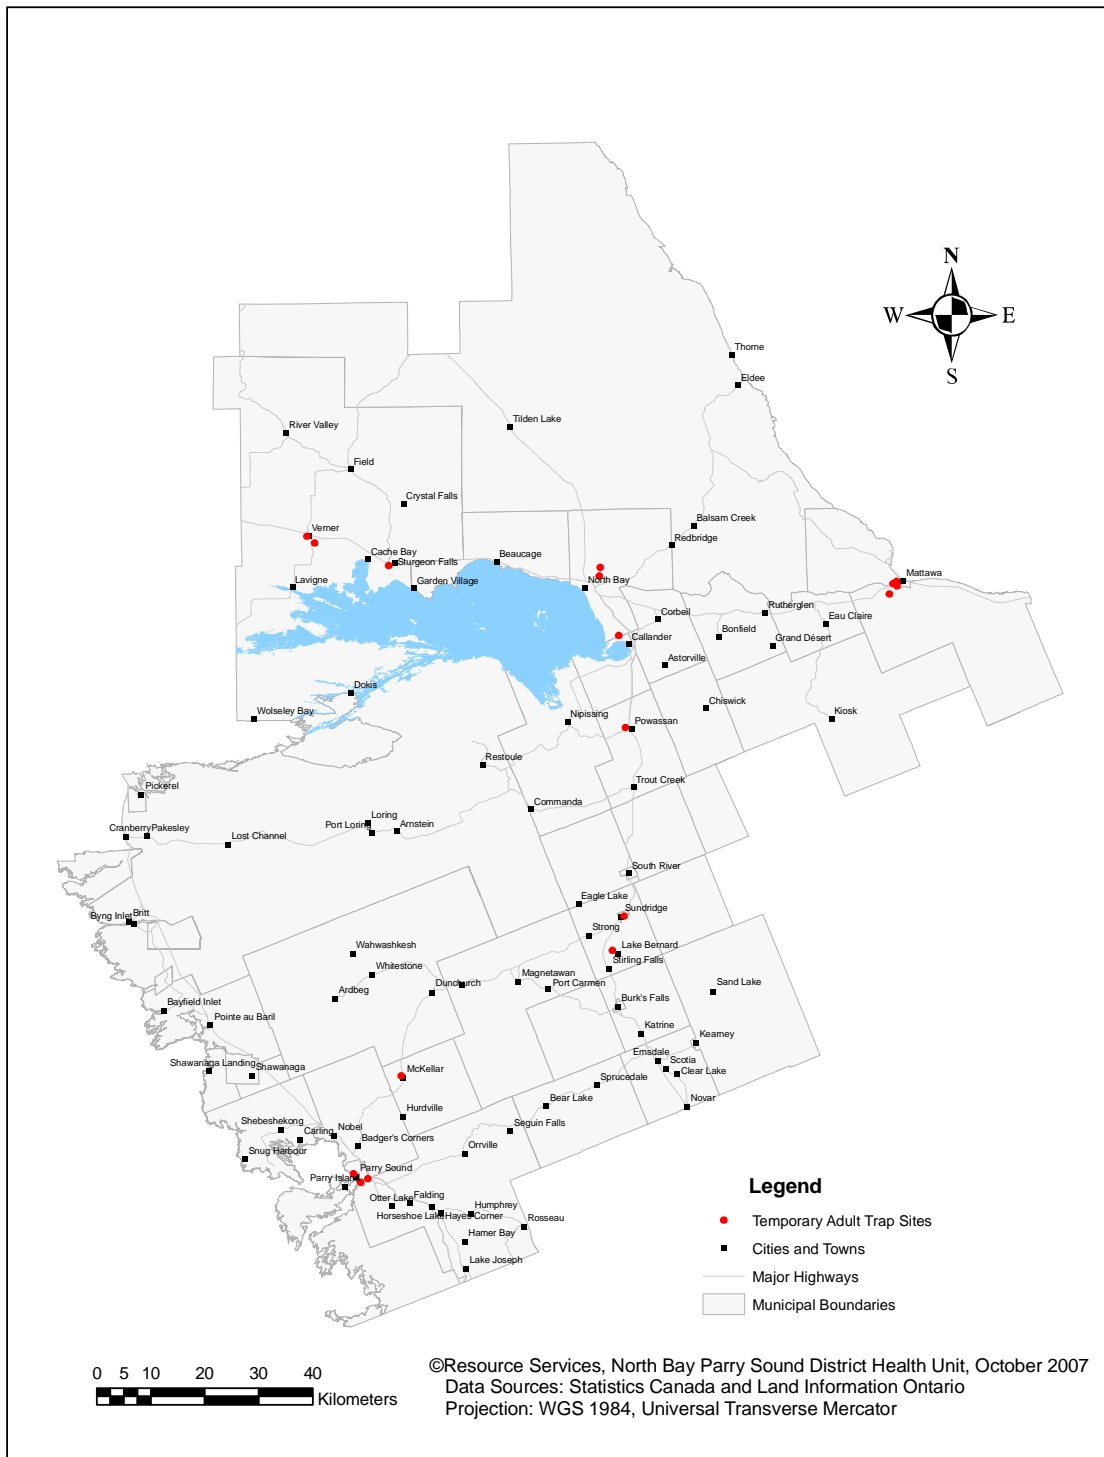 N
W E
S
Thorne
Eldee
Tilden Lake
River Valley
Field
Crystal Falls
Verner
Balsam Creek
Redbridge
Cache Bay
Sturgeon Falls
Beaucage
Lavigne
Garden Village
North Bay
Mattawa
Corbeil
Rutherglen
Eau Claire
Callander
Bonfield
Grand Désert
Astorville
Dokis
Wolseley Bay
Nipissing
Chiswick
Kiosk
Powassan
Restoule
Trout Creek
Pickerel
Commanda
Cranberry
Pakesley
Lost Channel
Port Loring
Loring
Arnstein
South River
Eagle Lake
Sundridge
Byng Inlet
Britt
Strong
Wahwashkesh
Lake Bernard
Whitestone
Stirling Falls
Ardbeg
Dunchurch
Magnetawan
Port Carmen
Sand Lake
Bayfield Inlet
Burk's Falls
Pointe au Baril
Katrine
Kearney
Shawanaga Landing
Shawanaga
McKellar
Emsdale
Scotia
Clear Lake
Sprucedale
Bear Lake
Novar
Hurdville
Shebeshekong
Carling
Nobel
Seguin Falls
Badger's Corners
Snug Harbour
Orrville
Parry Sound
Parry Island
Otter Lake
Falding
Humphrey
Horseshoe Lake
Hayes Corner
Rosseau
Hamer Bay
Lake Joseph
Legend
Temporary Adult Trap Sites
Cities and Towns
Major Highways
Municipal Boundaries
0 5 10 20 30 40
Kilometers
©Resource Services, North Bay Parry Sound District Health Unit, October 2007
Data Sources: Statistics Canada and Land Information Ontario
Projection: WGS 1984, Universal Transverse Mercator